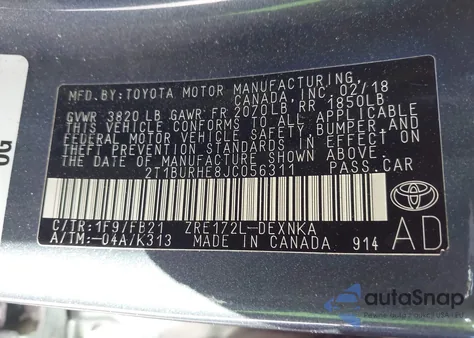 MFD. BY: TOYOTA MOTOR MANUFACTURING,
CANADA, INC. 02/18
GVWR 3820 LB GAWR FR 2070LB RR 1850LB
THIS VEHICLE CONFORMS TO ALL APPLICABLE
FEDERAL MOTOR VEHICLE SAFETY, BUMPER, AND
THEFT PREVENTION STANDARDS IN EFFECT ON
THE DATE OF MANUFACTURE SHOWN ABOVE.
2T1BURHE8JC056311 PASS. CAR
TOYOTA
C/TR: 1F9/FB21 ZRE172L-DEXNKA
A/TM: -04A/K313 MADE IN CANADA 914
AD
autoSnap